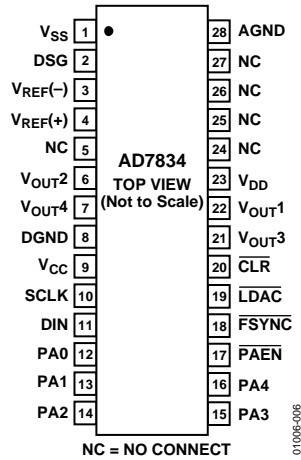 VSS 1
DSG 2
VREF(–) 3
VREF(+) 4
NC 5
VOUT2 6
VOUT4 7
DGND 8
VCC 9
SCLK 10
DIN 11
PA0 12
PA1 13
PA2 14
AD7834
TOP VIEW
(Not to Scale)
28 AGND
27 NC
26 NC
25 NC
24 NC
23 VDD
22 VOUT1
21 VOUT3
20 CLR
19 LDAC
18 FSYNC
17 PAEN
16 PA4
15 PA3
NC = NO CONNECT
01006-006